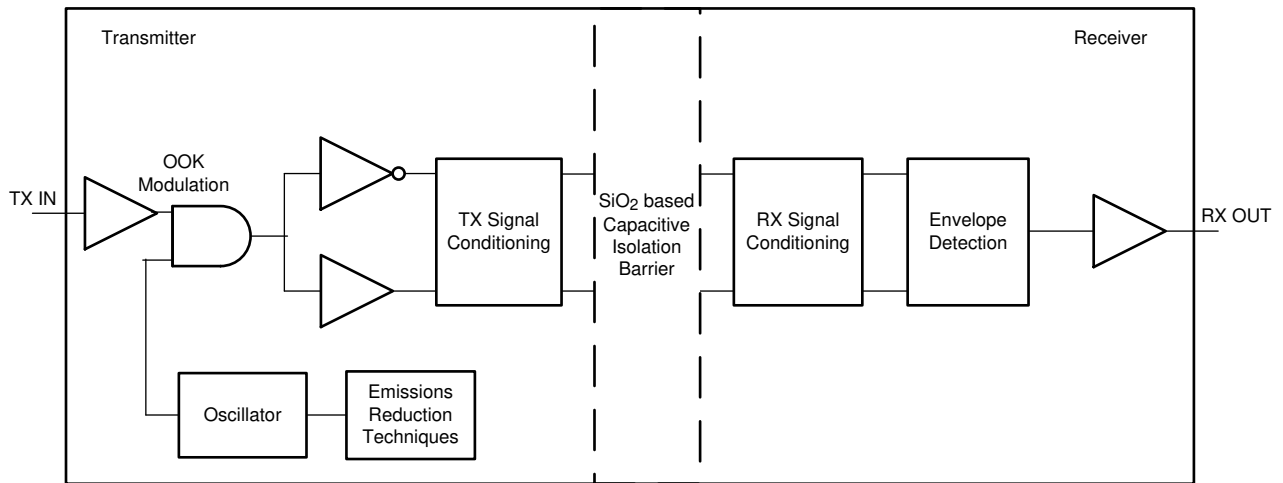 Transmitter
Receiver
OOK
Modulation
TX IN
TX Signal
Conditioning
SiO2 based
Capacitive
Isolation
Barrier
RX Signal
Conditioning
Envelope
Detection
RX OUT
Oscillator
Emissions
Reduction
Techniques